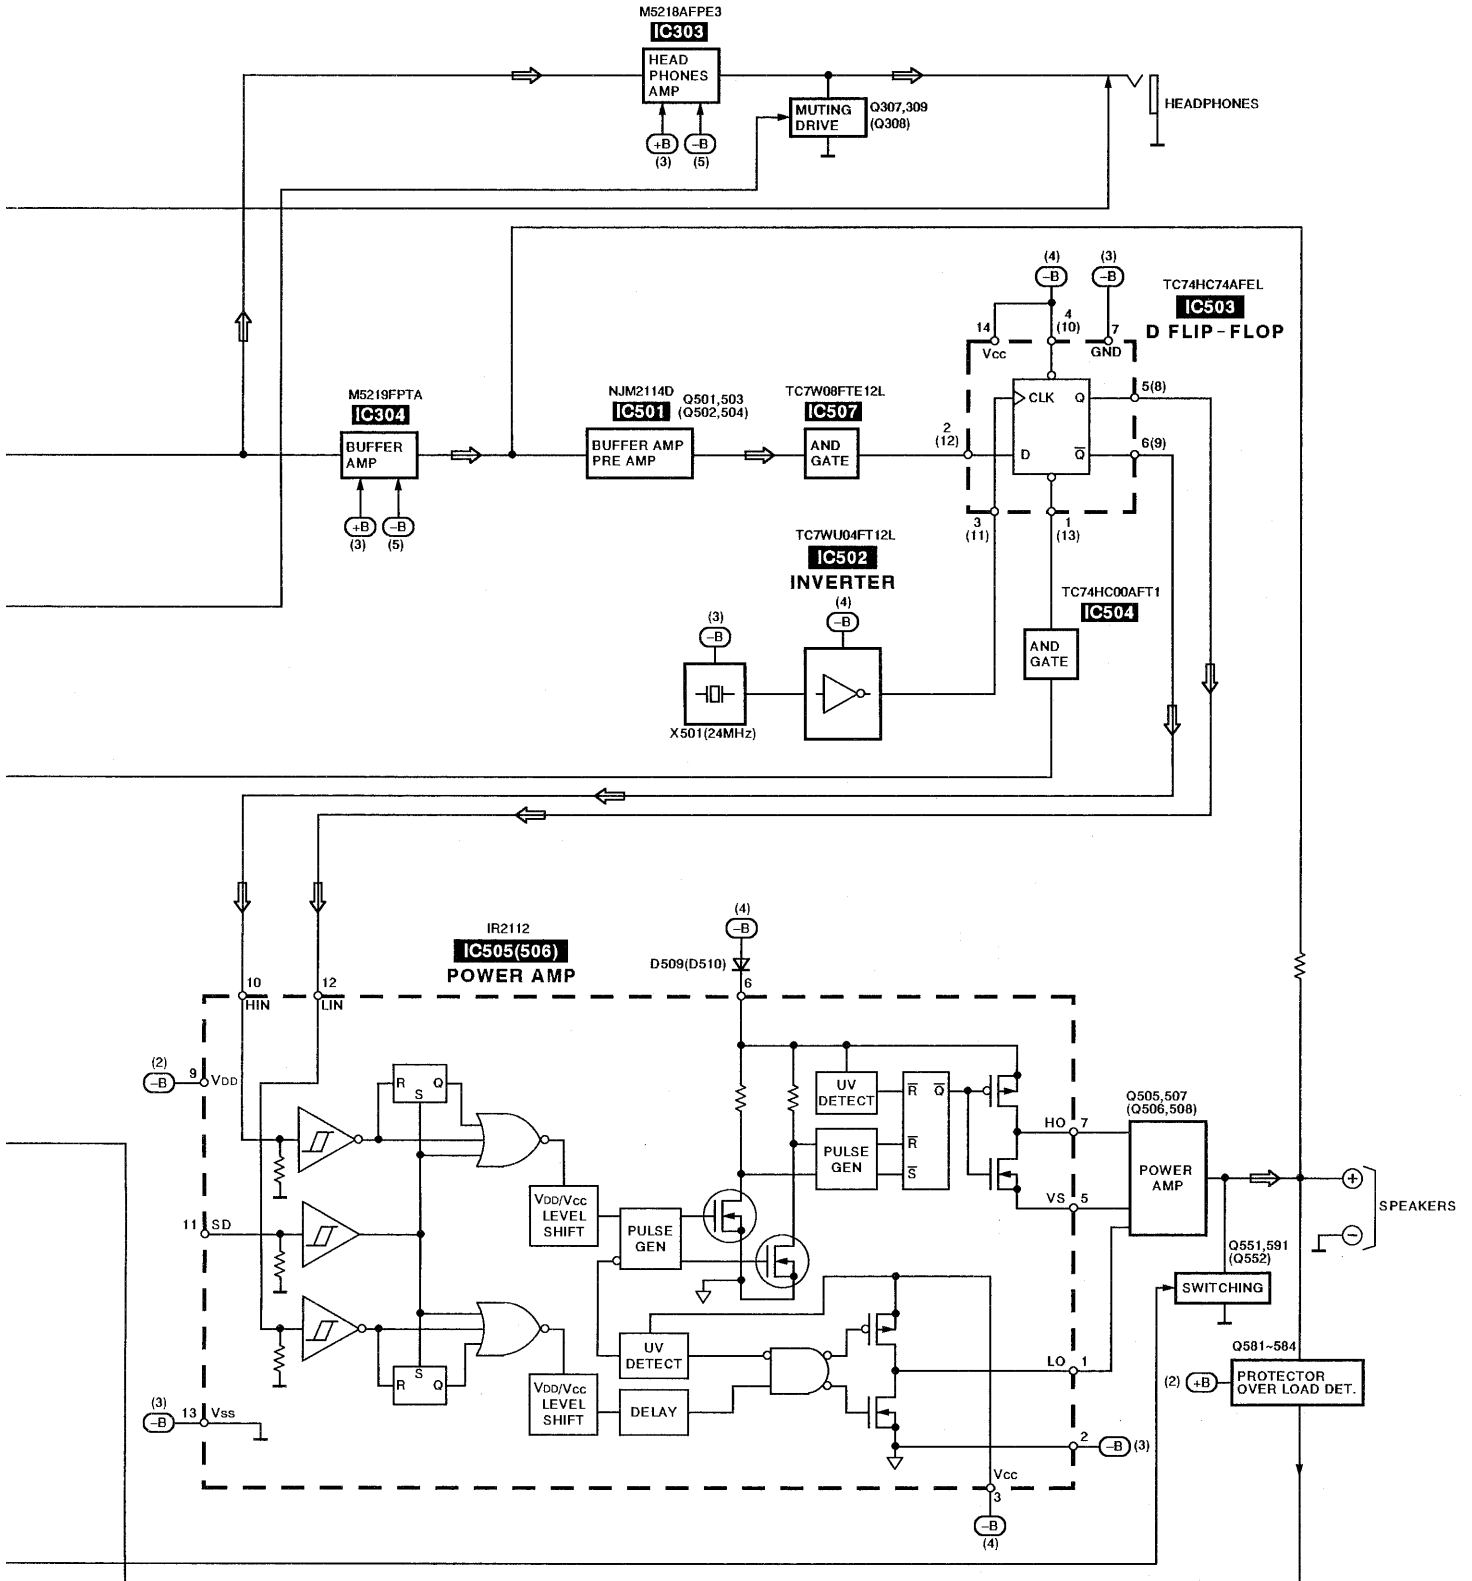 M5218AFPE3
IC303
HEAD
PHONES
AMP
+B
(3)
−B
(5)
MUTING
DRIVE
Q307,309
(Q308)
HEADPHONES
(4)
−B
(3)
−B
TC74HC74AFEL
IC503
D FLIP−FLOP
14
Vcc
4
(10)
7
GND
CLK
Q
5(8)
D
Q̅
6(9)
2
(12)
3
(11)
1
(13)
M5219FPTA
IC304
BUFFER
AMP
+B
(3)
−B
(5)
NJM2114D
IC501
Q501,503
(Q502,504)
BUFFER AMP
PRE AMP
TC7W08FTE12L
IC507
AND
GATE
TC7WU04FT12L
IC502
INVERTER
(4)
−B
(3)
−B
X501(24MHz)
TC74HC00AFT1
IC504
AND
GATE
IR2112
IC505(506)
POWER AMP
(4)
−B
D509(D510)
6
10
HIN
12
LIN
(2)
−B
9
VDD
R
Q
S
11
SD
S
R
Q
(3)
−B
13
Vss
VDD/Vcc
LEVEL
SHIFT
VDD/Vcc
LEVEL
SHIFT
PULSE
GEN
UV
DETECT
DELAY
UV
DETECT
PULSE
GEN
R̅
Q̅
R̅
S̅
HO
7
VS
5
LO
1
2
−B
(3)
Vcc
3
−B
(4)
Q505,507
(Q506,508)
POWER
AMP
+
−
SPEAKERS
Q551,591
(Q552)
SWITCHING
Q581~584
(2)
+B
PROTECTOR
OVER LOAD DET.